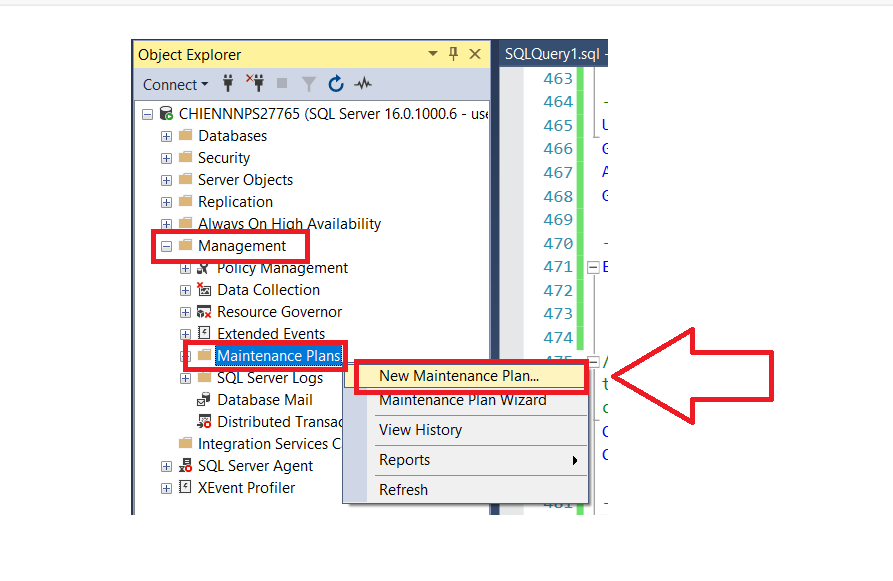 Object Explorer
SQLQuery1.sql -
Connect
CHIENNNPS27765 (SQL Server 16.0.1000.6 - use
Databases
Security
Server Objects
Replication
Always On High Availability
Management
Policy Management
Data Collection
Resource Governor
Extended Events
Maintenance Plans
SQL Server Logs
Database Mail
Distributed Transac
Integration Services C
SQL Server Agent
XEvent Profiler
New Maintenance Plan...
Maintenance Plan Wizard
View History
Reports
Refresh
463
464 -
465 U
466 G
467 A
468 G
469
470 -
471 E
472
473
474
475 /
t
c
C
C
481 -